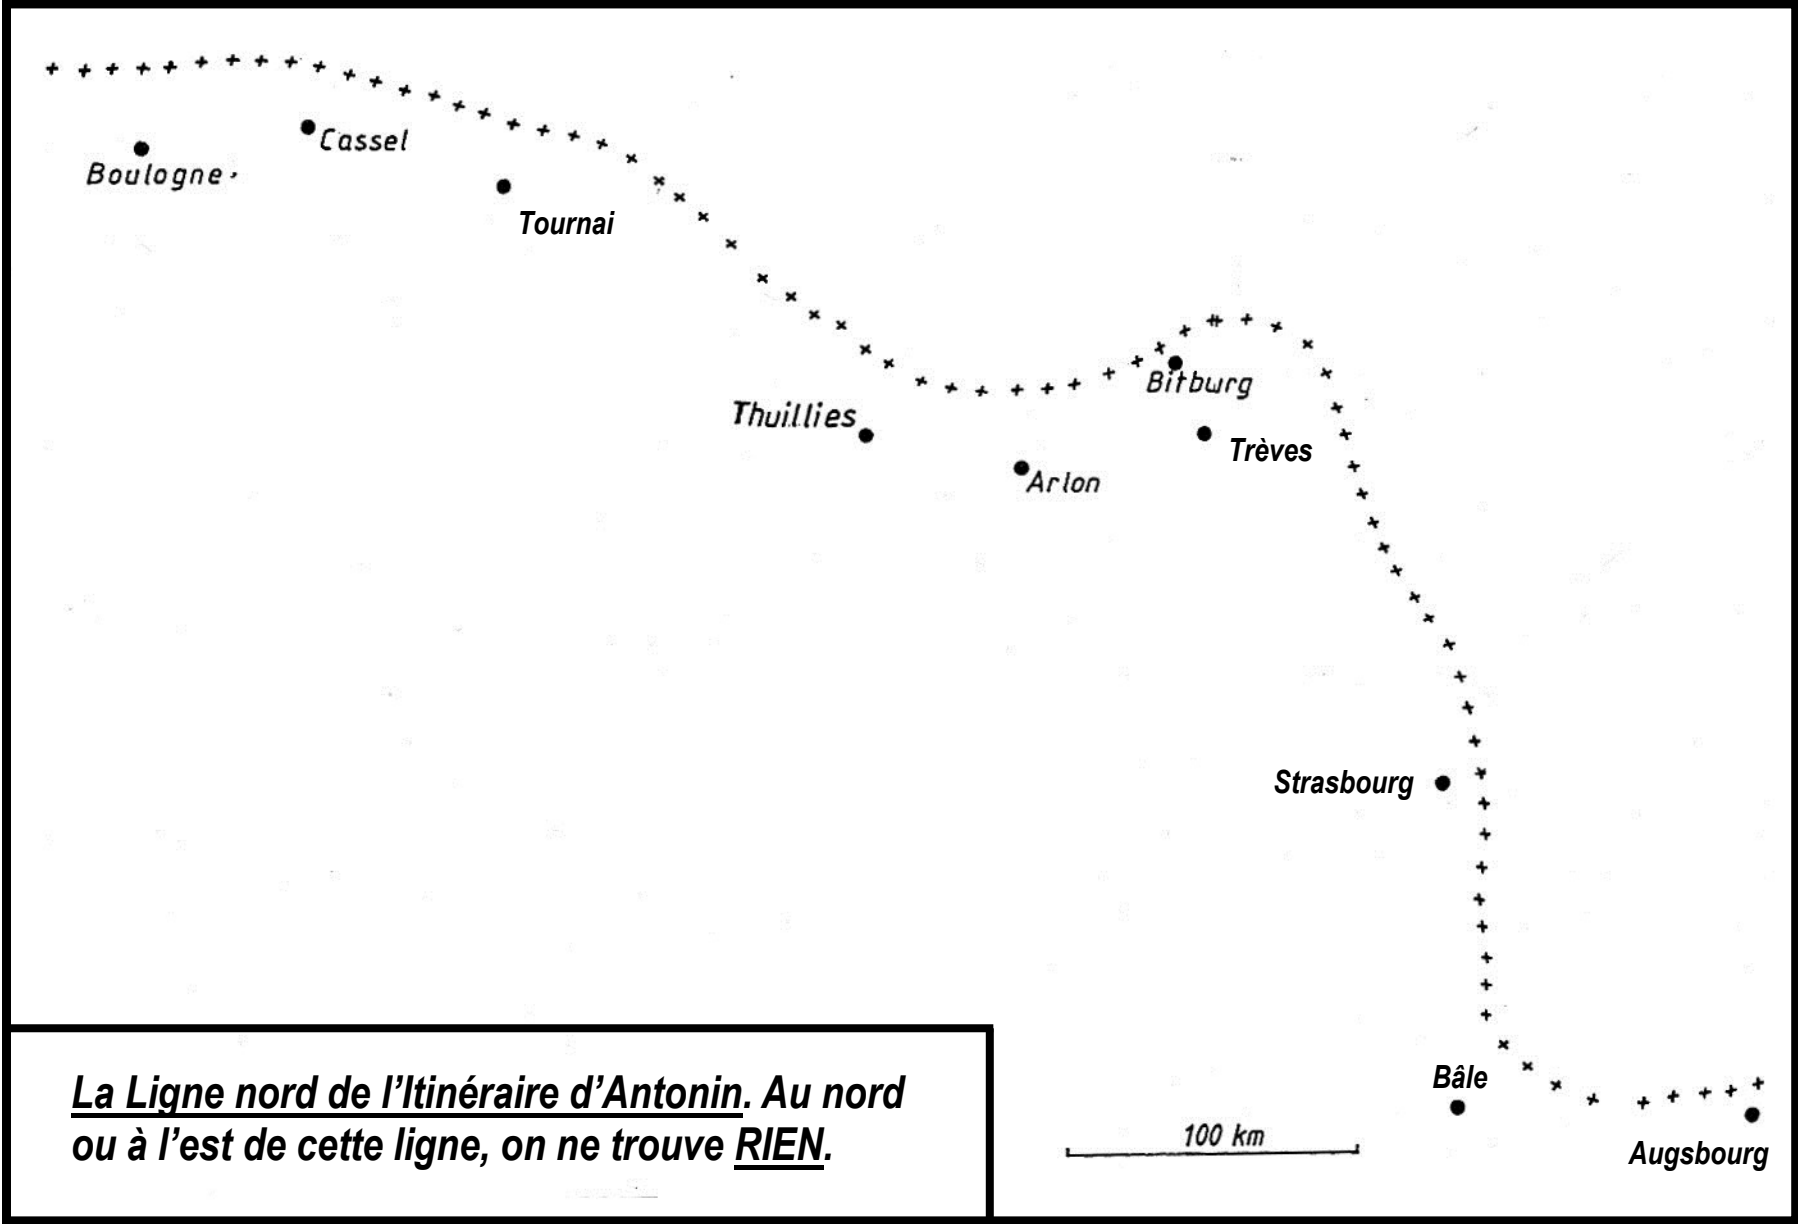 Cassel
Boulogne
Tournai
Bitburg
Thuillies
Trèves
Arlon
Strasbourg
Bâle
La Ligne nord de l’Itinéraire d’Antonin. Au nord
ou à l’est de cette ligne, on ne trouve RIEN.
100 km
Augsbourg